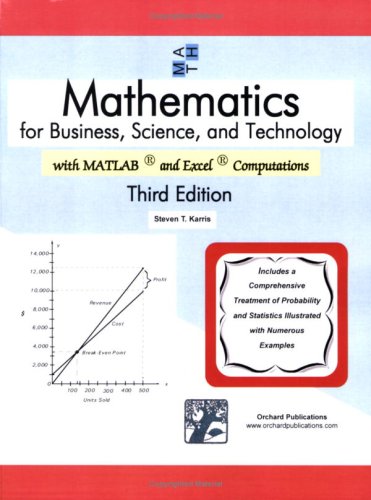 MATH
Mathematics
for Business, Science, and Technology
with MATLAB ® and Excel ® Computations
Third Edition
Steven T. Karris
y
14,000
12,000
10,000
8,000
6,000
4,000
2,000
0
$
Profit
Revenue
Cost
Break-Even Point
x
100 200 300 400 500
Units Sold
Includes a
Comprehensive
Treatment of Probability
and Statistics Illustrated
with Numerous
Examples
Orchard Publications
www.orchardpublications.com